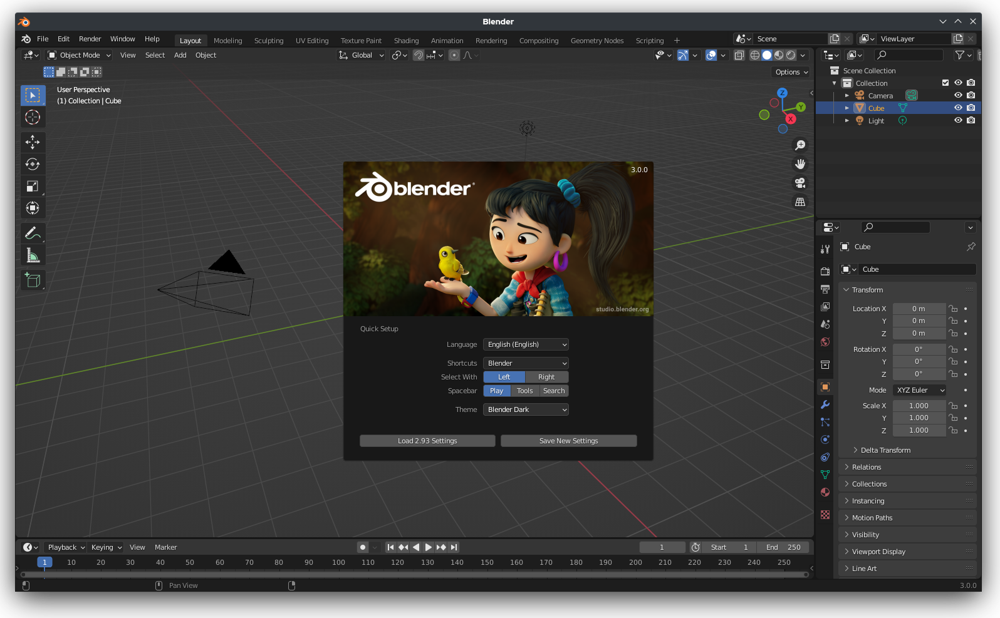 Blender
File Edit Render Window Help Layout Modeling Sculpting UV Editing Texture Paint Shading Animation Rendering Compositing Geometry Nodes Scripting + Scene ViewLayer
Object Mode View Select Add Object Global
Options
User Perspective
(1) Collection | Cube
Z
Y
X
Scene Collection
Collection
Camera
Cube
Light
3.0.0
blender
studio.blender.org
Quick Setup
Language English (English)
Shortcuts Blender
Select With Left Right
Spacebar Play Tools Search
Theme Blender Dark
Load 2.93 Settings Save New Settings
Cube
Cube
Transform
Location X 0 m
Y 0 m
Z 0 m
Rotation X 0°
Y 0°
Z 0°
Mode XYZ Euler
Scale X 1.000
Y 1.000
Z 1.000
Delta Transform
Relations
Collections
Instancing
Motion Paths
Visibility
Viewport Display
Line Art
Playback Keying View Marker 1 Start 1 End 250
1 10 20 30 40 50 60 70 80 90 100 110 120 130 140 150 160 170 180 190 200 210 220 230 240 250
Pan View 3.0.0